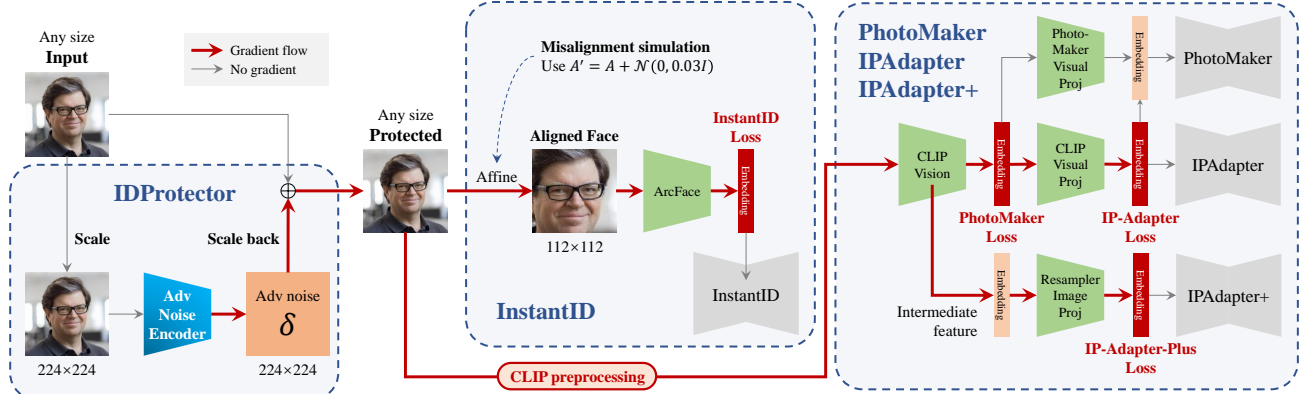 Any size
Input
Gradient flow
No gradient
IDProtector
Scale
Scale back
Adv
Noise
Encoder
Adv noise
δ
224×224
224×224
Any size
Protected
Misalignment simulation
Use A′ = A + 𝒩(0, 0.03I)
Affine
Aligned Face
112×112
ArcFace
InstantID
Loss
Embedding
InstantID
InstantID
CLIP preprocessing
PhotoMaker
IPAdapter
IPAdapter+
Photo-
Maker
Visual
Proj
Embedding
PhotoMaker
CLIP
Vision
Embedding
CLIP
Visual
Proj
Embedding
IPAdapter
PhotoMaker
Loss
IP-Adapter
Loss
Intermediate
feature
Embedding
Resampler
Image
Proj
Embedding
IPAdapter+
IP-Adapter-Plus
Loss